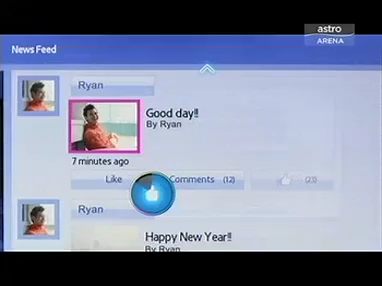 astro
ARENA
News Feed
Ryan
Good day!!
By Ryan
7 minutes ago
Like
Comments (12)
(23)
Ryan
Happy New Year!!
By Ryan